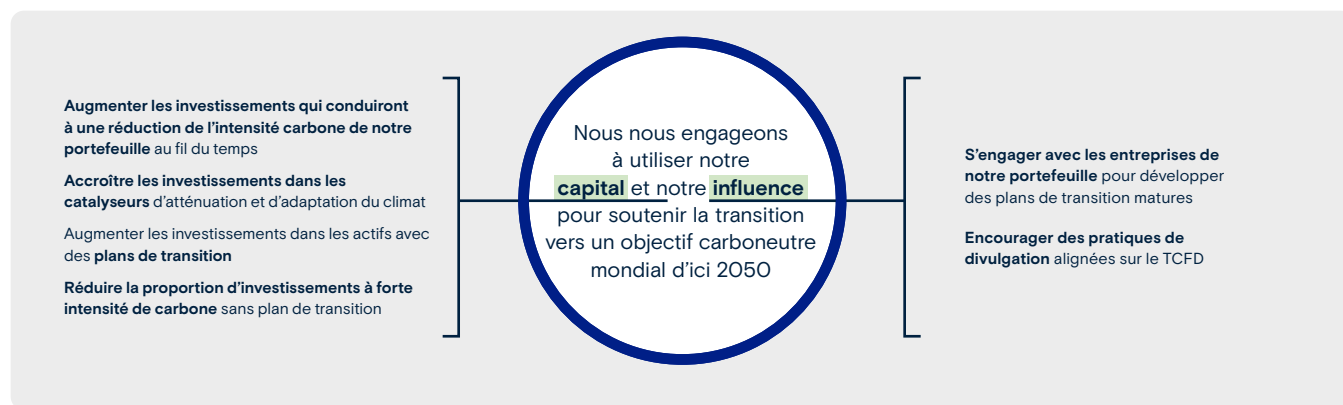 Augmenter les investissements qui conduiront
à une réduction de l’intensité carbone de notre
portefeuille au fil du temps
Accroître les investissements dans les
catalyseurs d’atténuation et d’adaptation du climat
Augmenter les investissements dans les actifs avec
des plans de transition
Réduire la proportion d’investissements à forte
intensité de carbone sans plan de transition
Nous nous engageons
à utiliser notre
capital et notre influence
pour soutenir la transition
vers un objectif carboneutre
mondial d’ici 2050
S’engager avec les entreprises de
notre portefeuille pour développer
des plans de transition matures
Encourager des pratiques de
divulgation alignées sur le TCFD